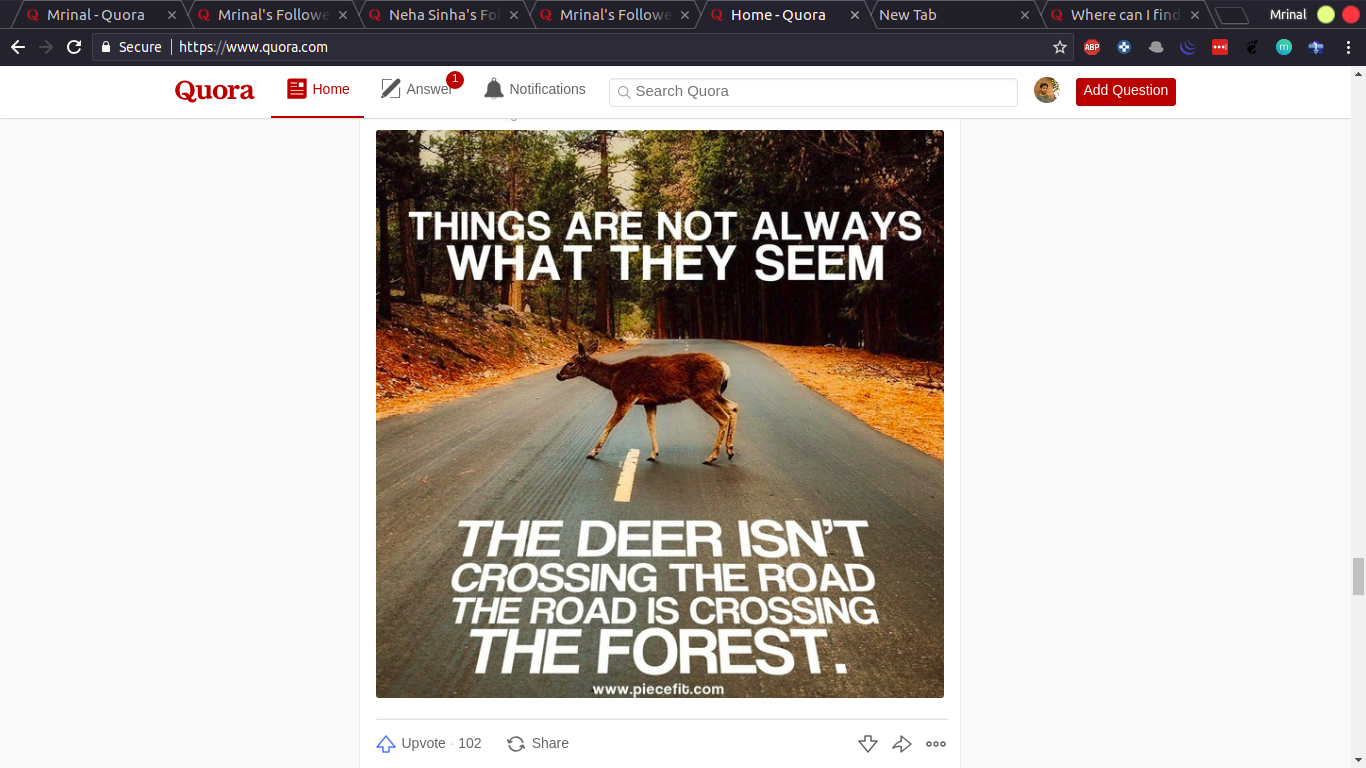 Mrinal - Quora
Mrinal's Followe
Neha Sinha's Fo
Mrinal's Followe
Home - Quora
New Tab
Where can I find
Mrinal
Secure
https://www.quora.com
ABP
m
Quora
Home
Answer
1
Notifications
Search Quora
Add Question
THINGS ARE NOT ALWAYS
WHAT THEY SEEM
THE DEER ISN'T
CROSSING THE ROAD
THE ROAD IS CROSSING
THE FOREST.
www.piecefit.com
Upvote · 102
Share